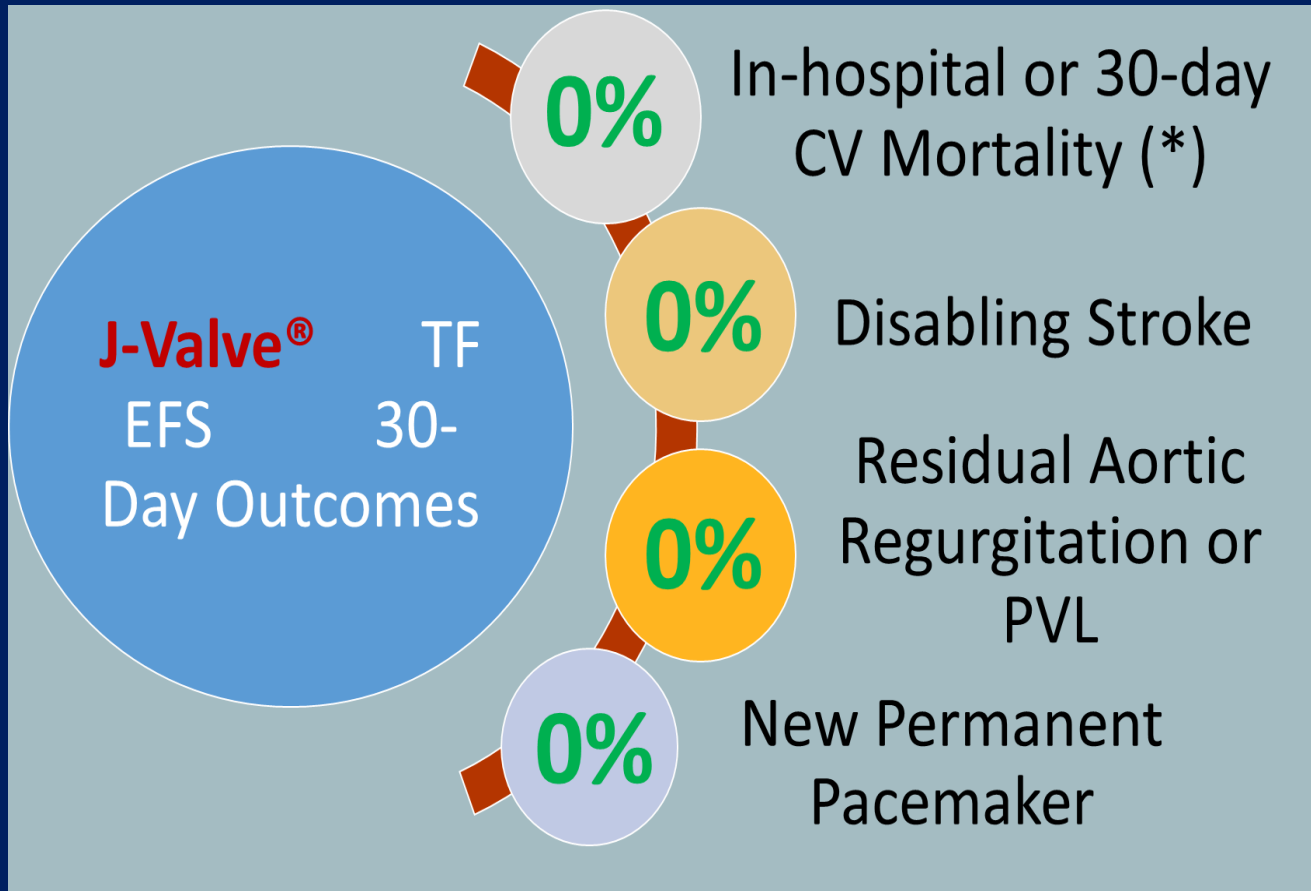 J-Valve® TF
EFS 30-
Day Outcomes
0%
In-hospital or 30-day
CV Mortality (*)
0%
Disabling Stroke
0%
Residual Aortic
Regurgitation or
PVL
0%
New Permanent
Pacemaker